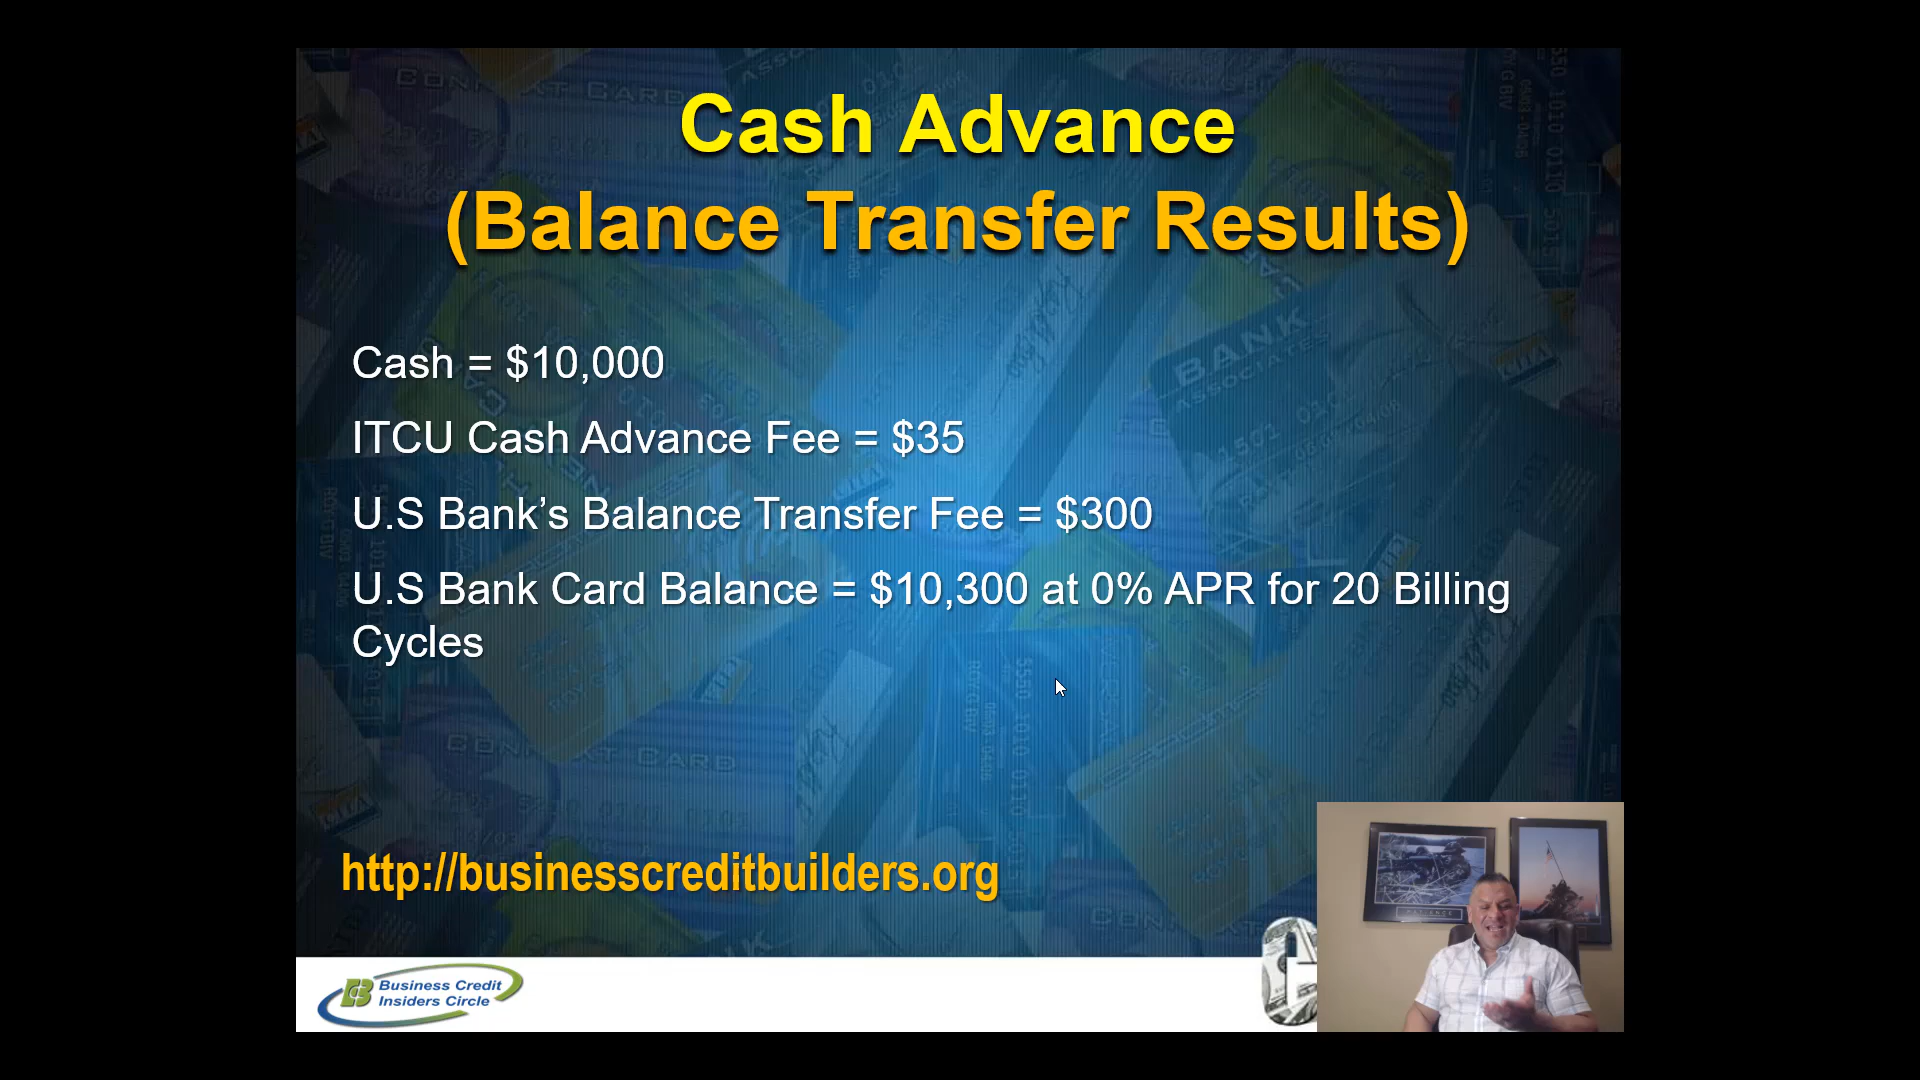 Cash Advance
(Balance Transfer Results)
Cash = $10,000
ITCU Cash Advance Fee = $35
U.S Bank’s Balance Transfer Fee = $300
U.S Bank Card Balance = $10,300 at 0% APR for 20 Billing
Cycles
http://businesscreditbuilders.org
Business Credit
Insiders Circle